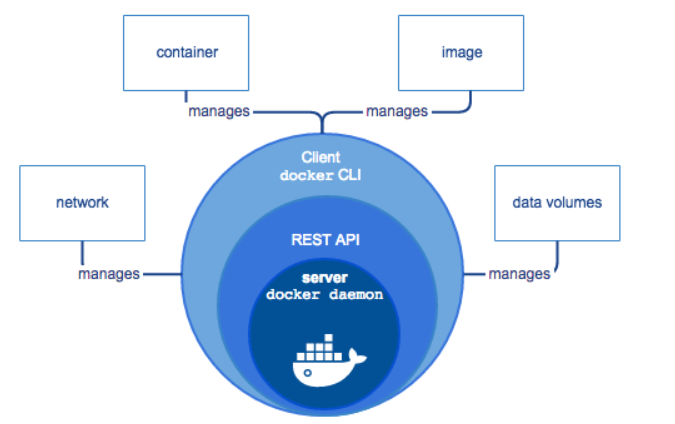 container
image
manages
manages
Client
docker CLI
network
data volumes
REST API
manages
server
manages
docker daemon